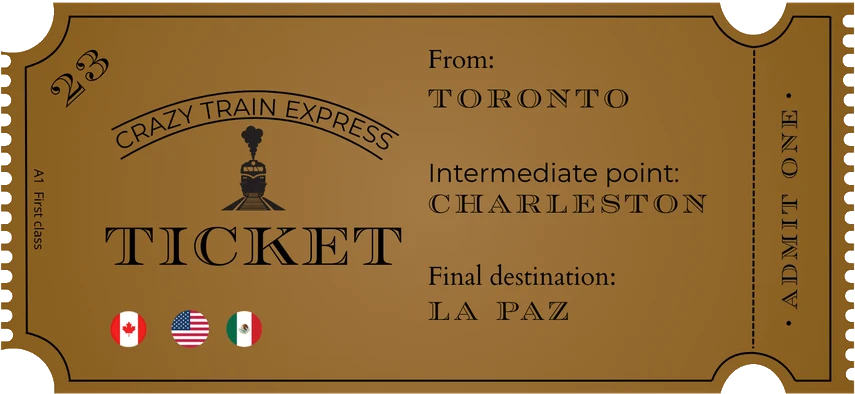 23
CRAZY TRAIN EXPRESS
TICKET
A1 First class
From:
TORONTO
Intermediate point:
CHARLESTON
Final destination:
LA PAZ
• ADMIT ONE •